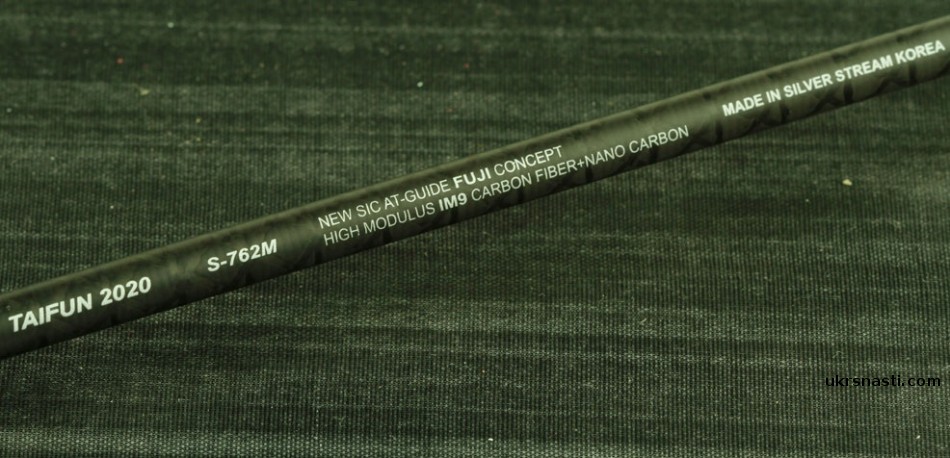 TAIFUN 2020
S-762M
NEW SIC AT-GUIDE FUJI CONCEPT
HIGH MODULUS IM9 CARBON FIBER+NANO CARBON
MADE IN SILVER STREAM KOREA
ukrsnasti.com